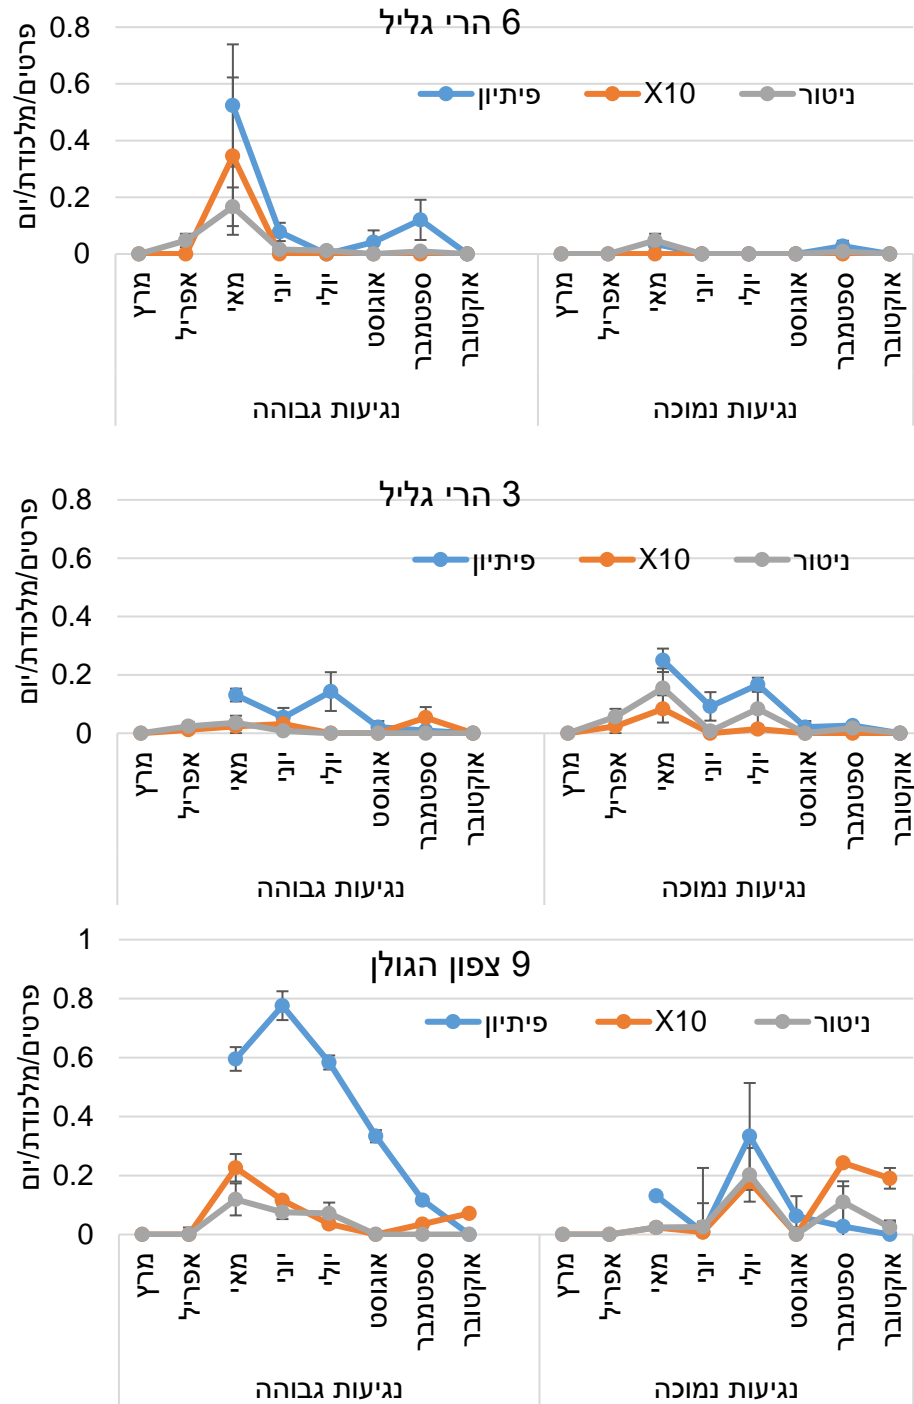 6 הרי גליל
פרטים/מלכודת/יום
0.8
0.6
0.4
0.2
0
פיתיון X10 ניטור
מרץ אפריל מאי יוני יולי אוגוסט ספטמבר אוקטובר מרץ אפריל מאי יוני יולי אוגוסט ספטמבר אוקטובר
נגיעות גבוהה נגיעות נמוכה
3 הרי גליל
פרטים/מלכודת/יום
0.8
0.6
0.4
0.2
0
פיתיון X10 ניטור
מרץ אפריל מאי יוני יולי אוגוסט ספטמבר אוקטובר מרץ אפריל מאי יוני יולי אוגוסט ספטמבר אוקטובר
נגיעות גבוהה נגיעות נמוכה
9 צפון הגולן
פרטים/מלכודת/יום
1
0.8
0.6
0.4
0.2
0
פיתיון X10 ניטור
מרץ אפריל מאי יוני יולי אוגוסט ספטמבר אוקטובר מרץ אפריל מאי יוני יולי אוגוסט ספטמבר אוקטובר
נגיעות גבוהה נגיעות נמוכה